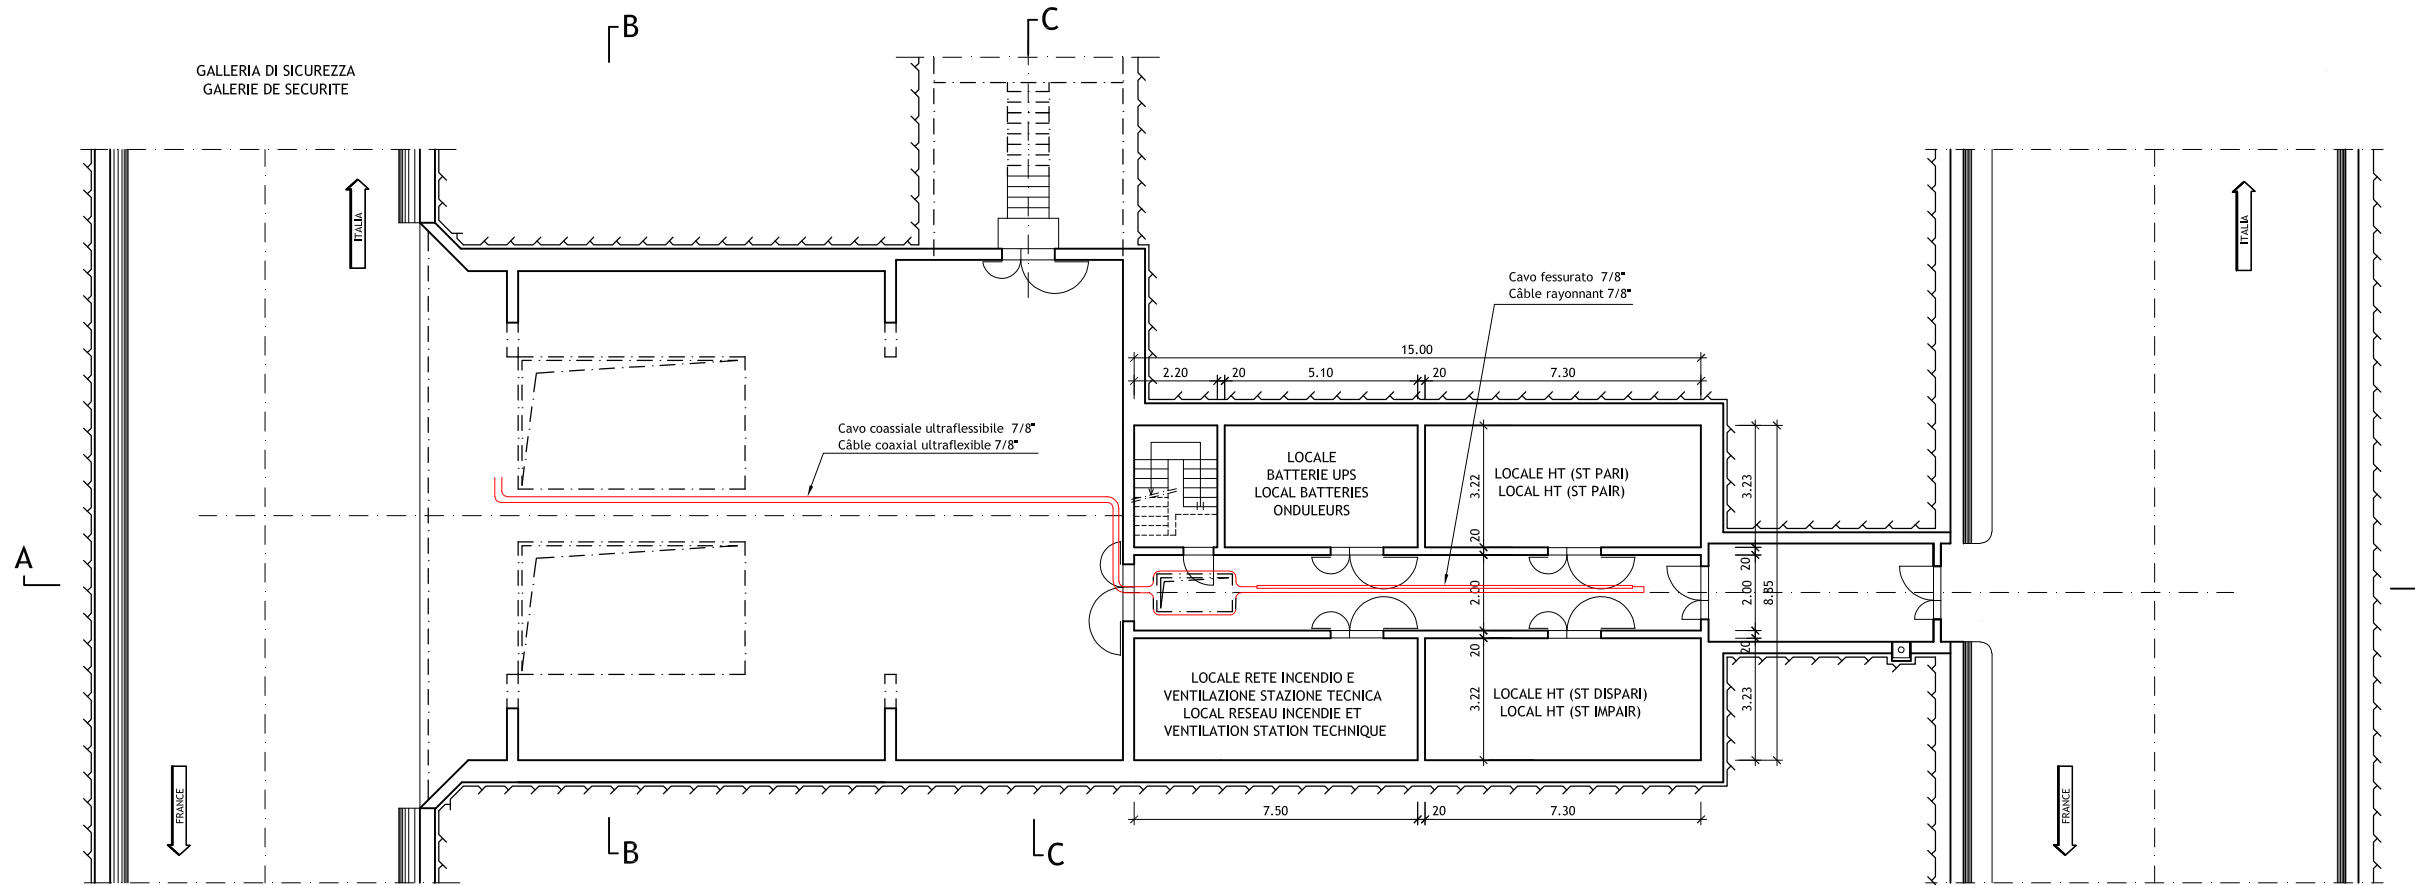 B
C
GALLERIA DI SICUREZZA
GALERIE DE SECURITE
ITALIA
ITALIA
Cavo fessurato 7/8"
Câble rayonnant 7/8"
15.00
2.20
20
5.10
20
7.30
Cavo coassiale ultraflessibile 7/8"
Câble coaxial ultraflexible 7/8"
LOCALE
BATTERIE UPS
LOCAL BATTERIES
ONDULEURS
3.22
LOCALE HT (ST PARI)
LOCAL HT (ST PAIR)
3.23
20
20
A
2.00
2.00
8.85
20
20
LOCALE RETE INCENDIO E
VENTILAZIONE STAZIONE TECNICA
LOCAL RESEAU INCENDIE ET
VENTILATION STATION TECHNIQUE
3.22
LOCALE HT (ST DISPARI)
LOCAL HT (ST IMPAIR)
3.23
FRANCE
FRANCE
7.50
20
7.30
B
C